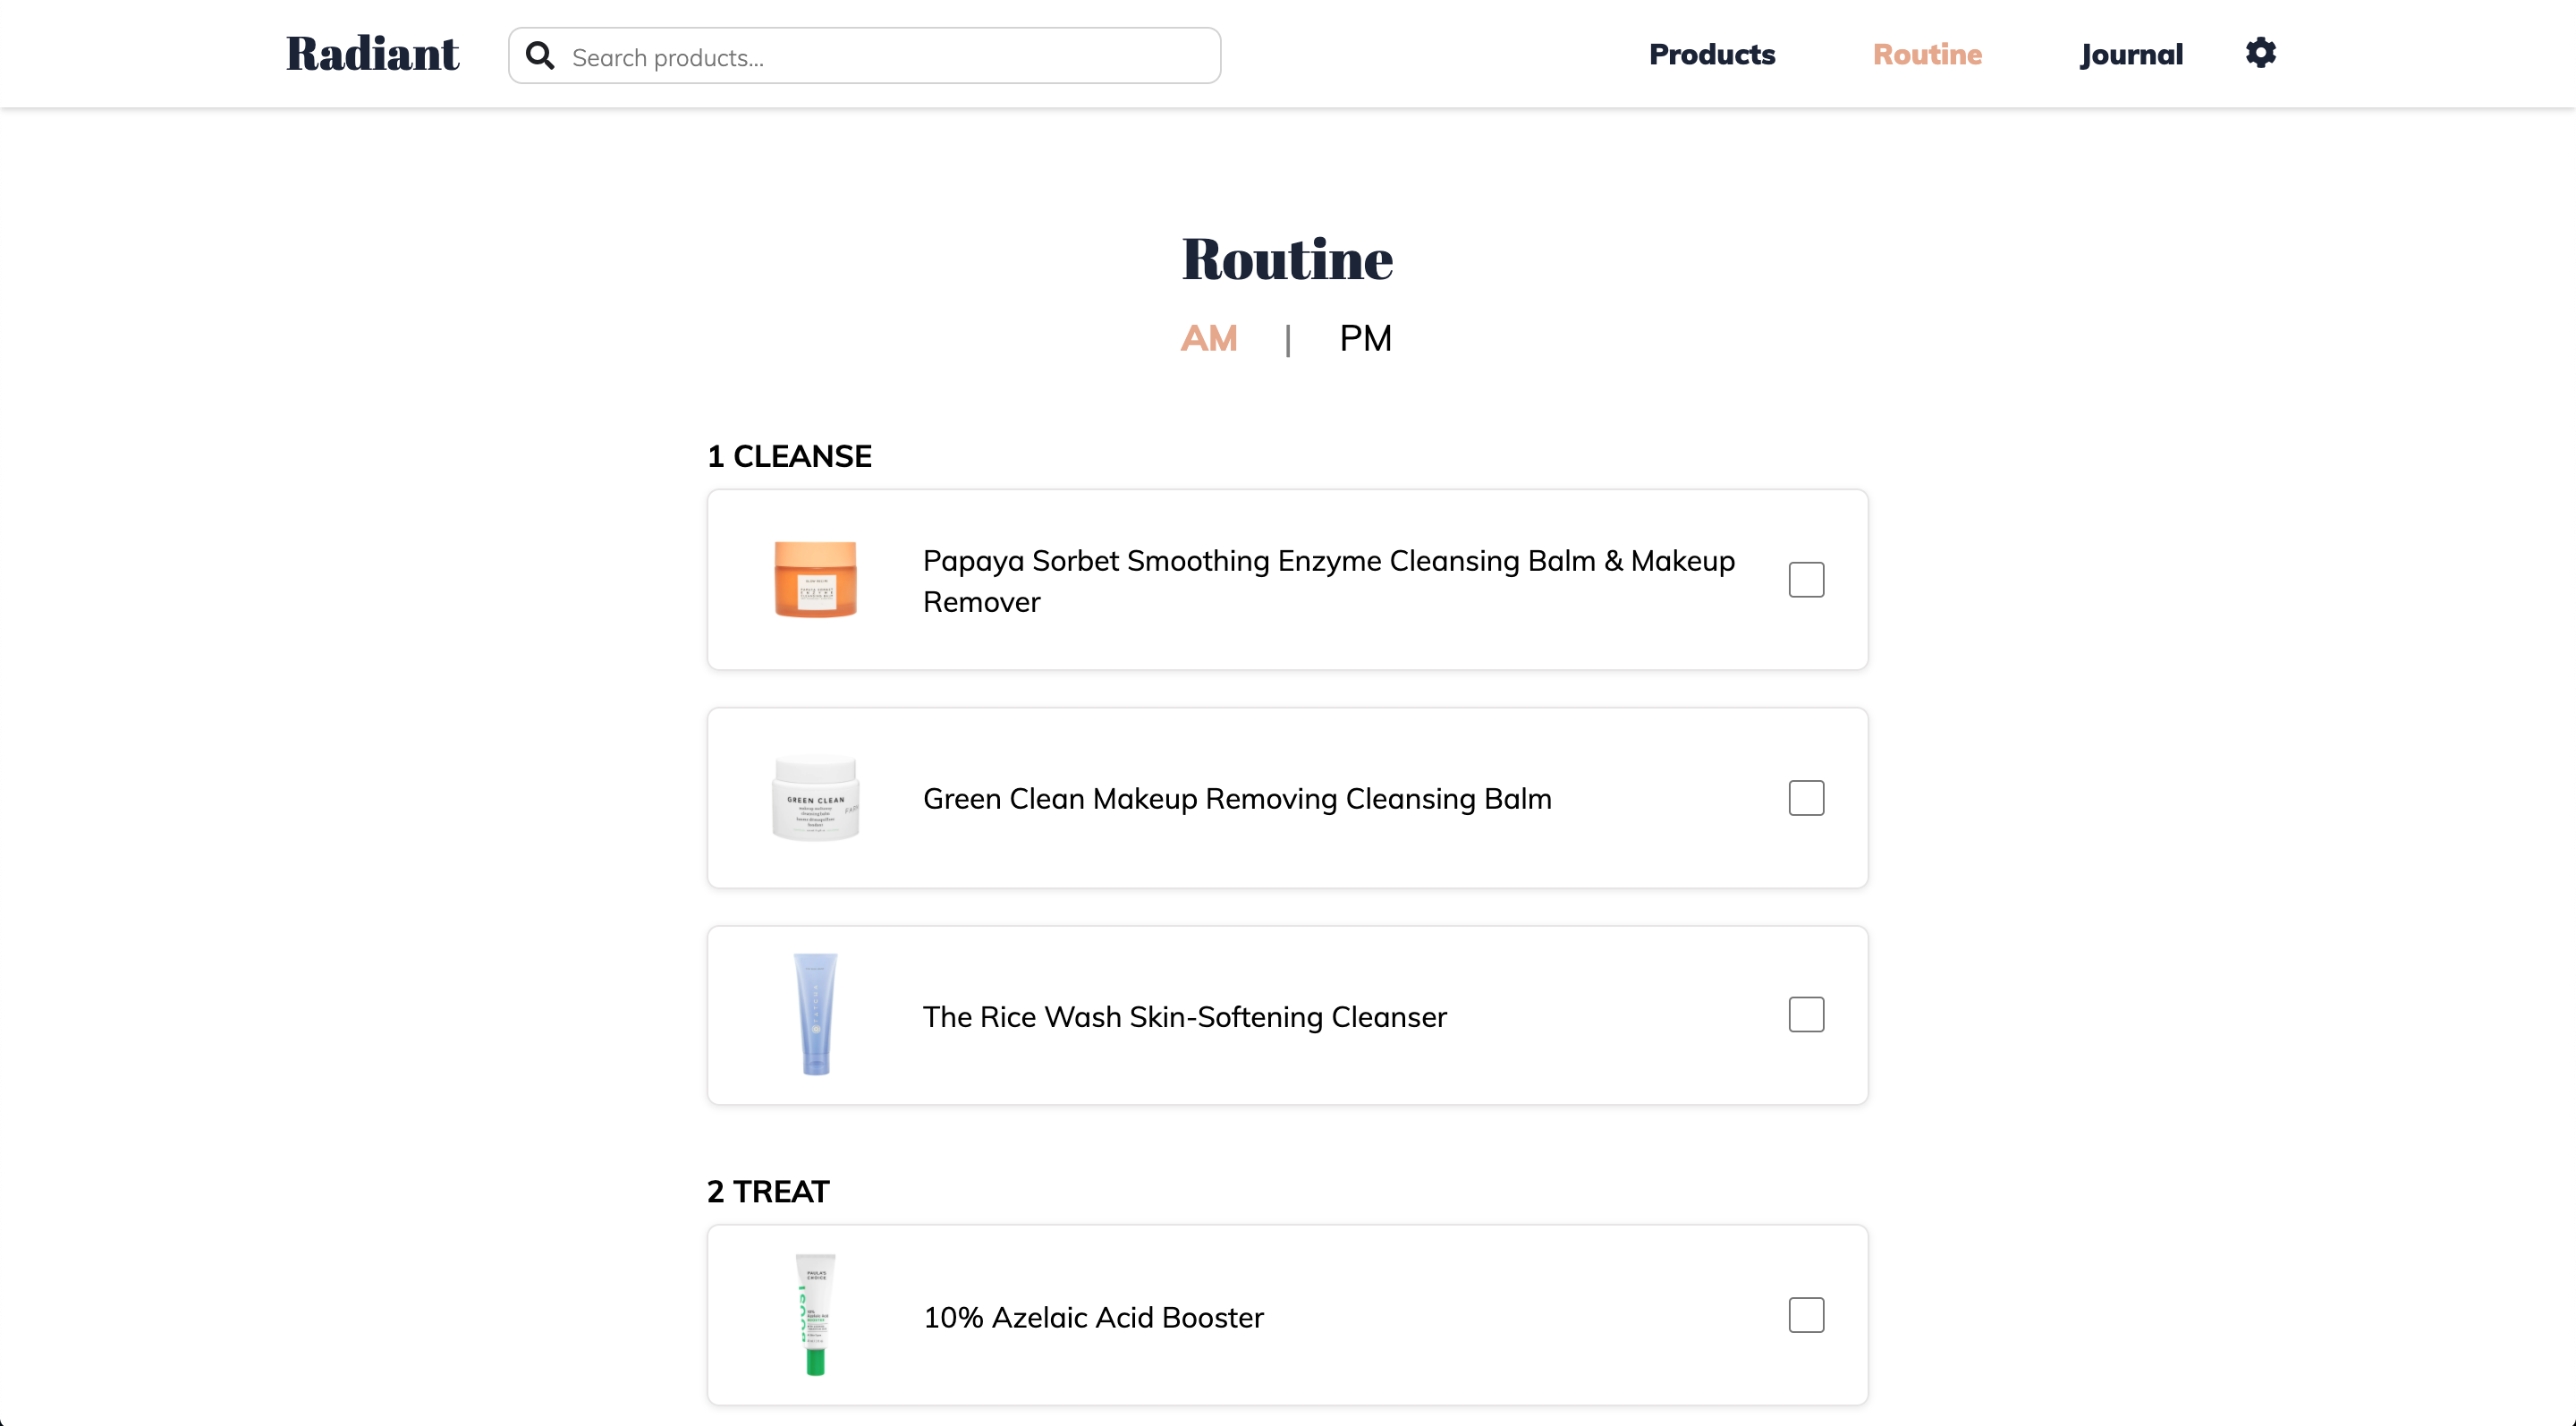 Radiant
Search products...
Products
Routine
Journal
Routine
AM | PM
1 CLEANSE
Papaya Sorbet Smoothing Enzyme Cleansing Balm & Makeup
Remover
GREEN CLEAN
Green Clean Makeup Removing Cleansing Balm
The Rice Wash Skin-Softening Cleanser
2 TREAT
PAULA'S
CHOICE
10% Azelaic Acid Booster